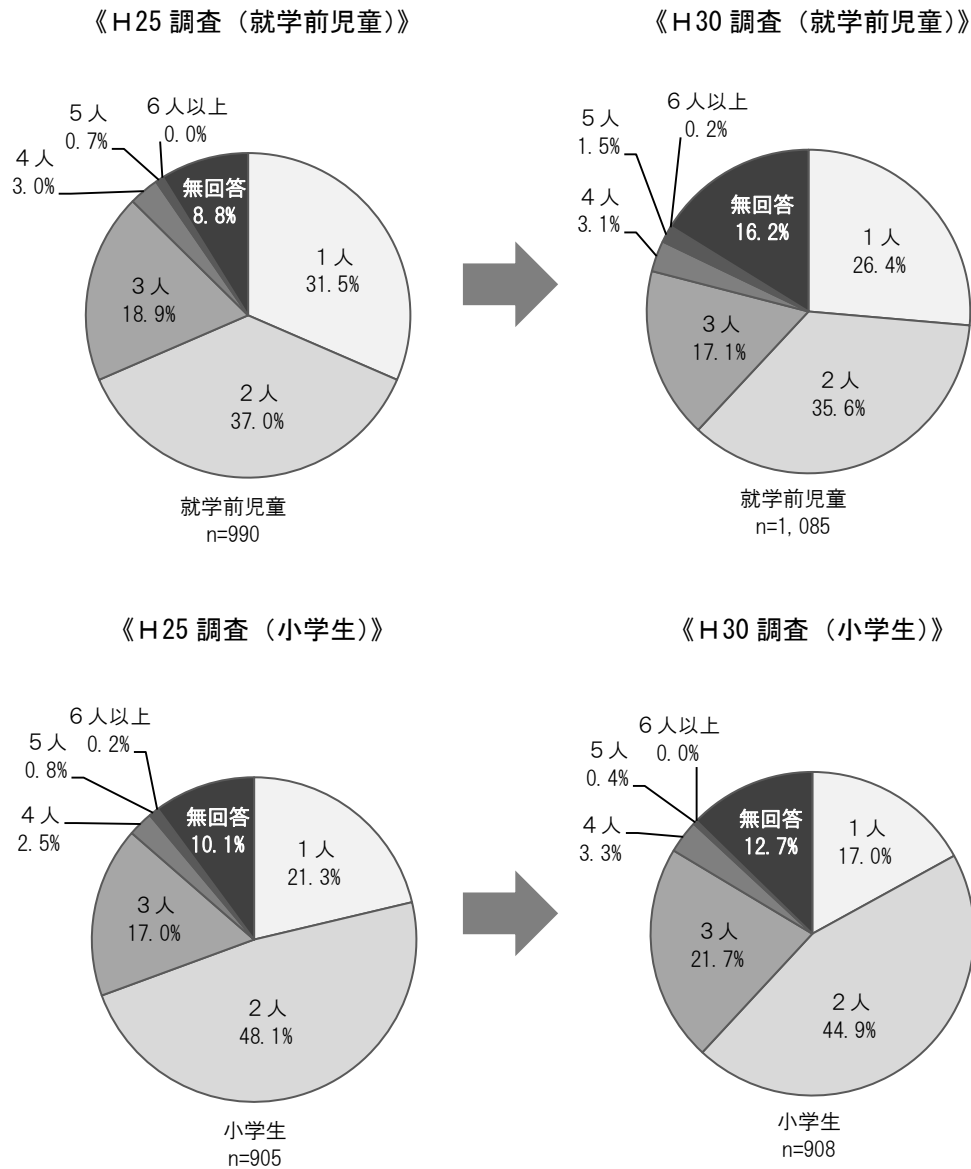 《Ｈ25 調査（就学前児童）》
６人以上
0.0%
５人
0.7%
４人
3.0%
無回答
8.8%
１人
31.5%
３人
18.9%
２人
37.0%
就学前児童
n=990
《Ｈ30 調査（就学前児童）》
６人以上
0.2%
５人
1.5%
４人
3.1%
無回答
16.2%
１人
26.4%
３人
17.1%
２人
35.6%
就学前児童
n=1,085
《Ｈ25 調査（小学生）》
６人以上
0.2%
５人
0.8%
４人
2.5%
無回答
10.1%
１人
21.3%
３人
17.0%
２人
48.1%
小学生
n=905
《Ｈ30 調査（小学生）》
６人以上
0.0%
５人
0.4%
４人
3.3%
無回答
12.7%
１人
17.0%
３人
21.7%
２人
44.9%
小学生
n=908